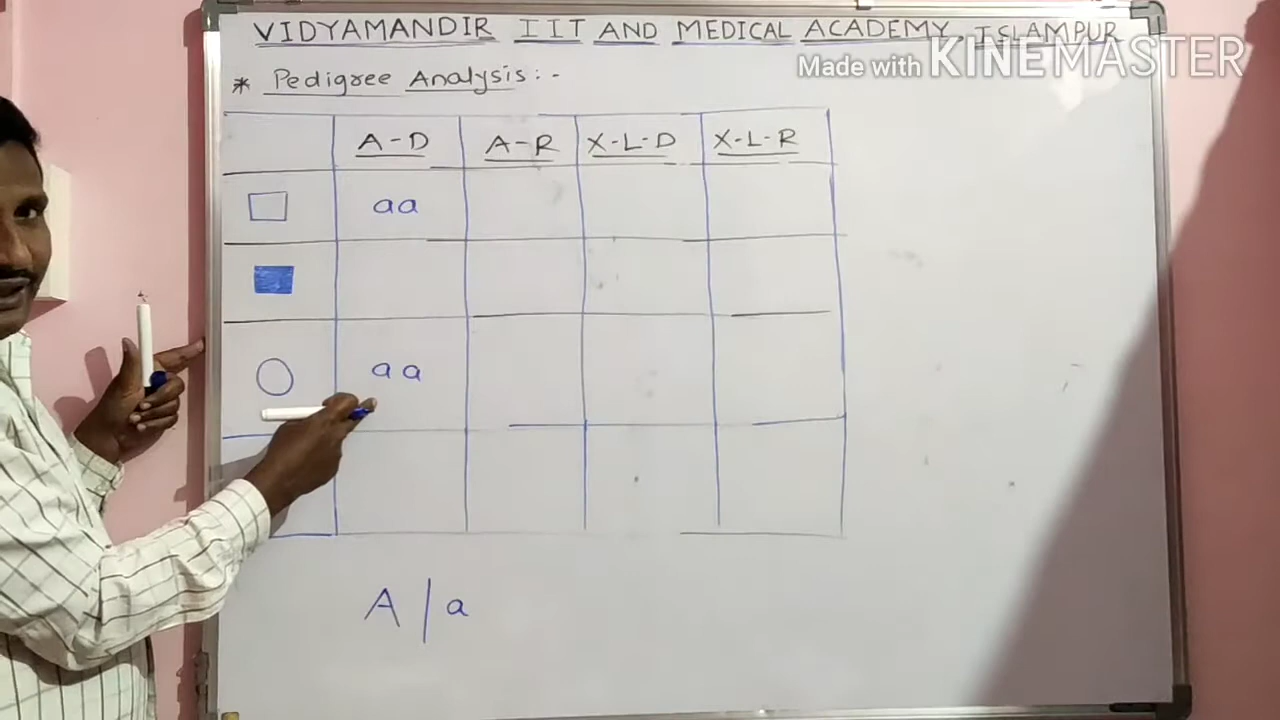 VIDYAMANDIR IIT AND MEDICAL ACADEMY, ISLAMPUR
Made with KINEMASTER
* Pedigree Analysis:-
A-D A-R X-L-D X-L-R
aa
aa
A | a